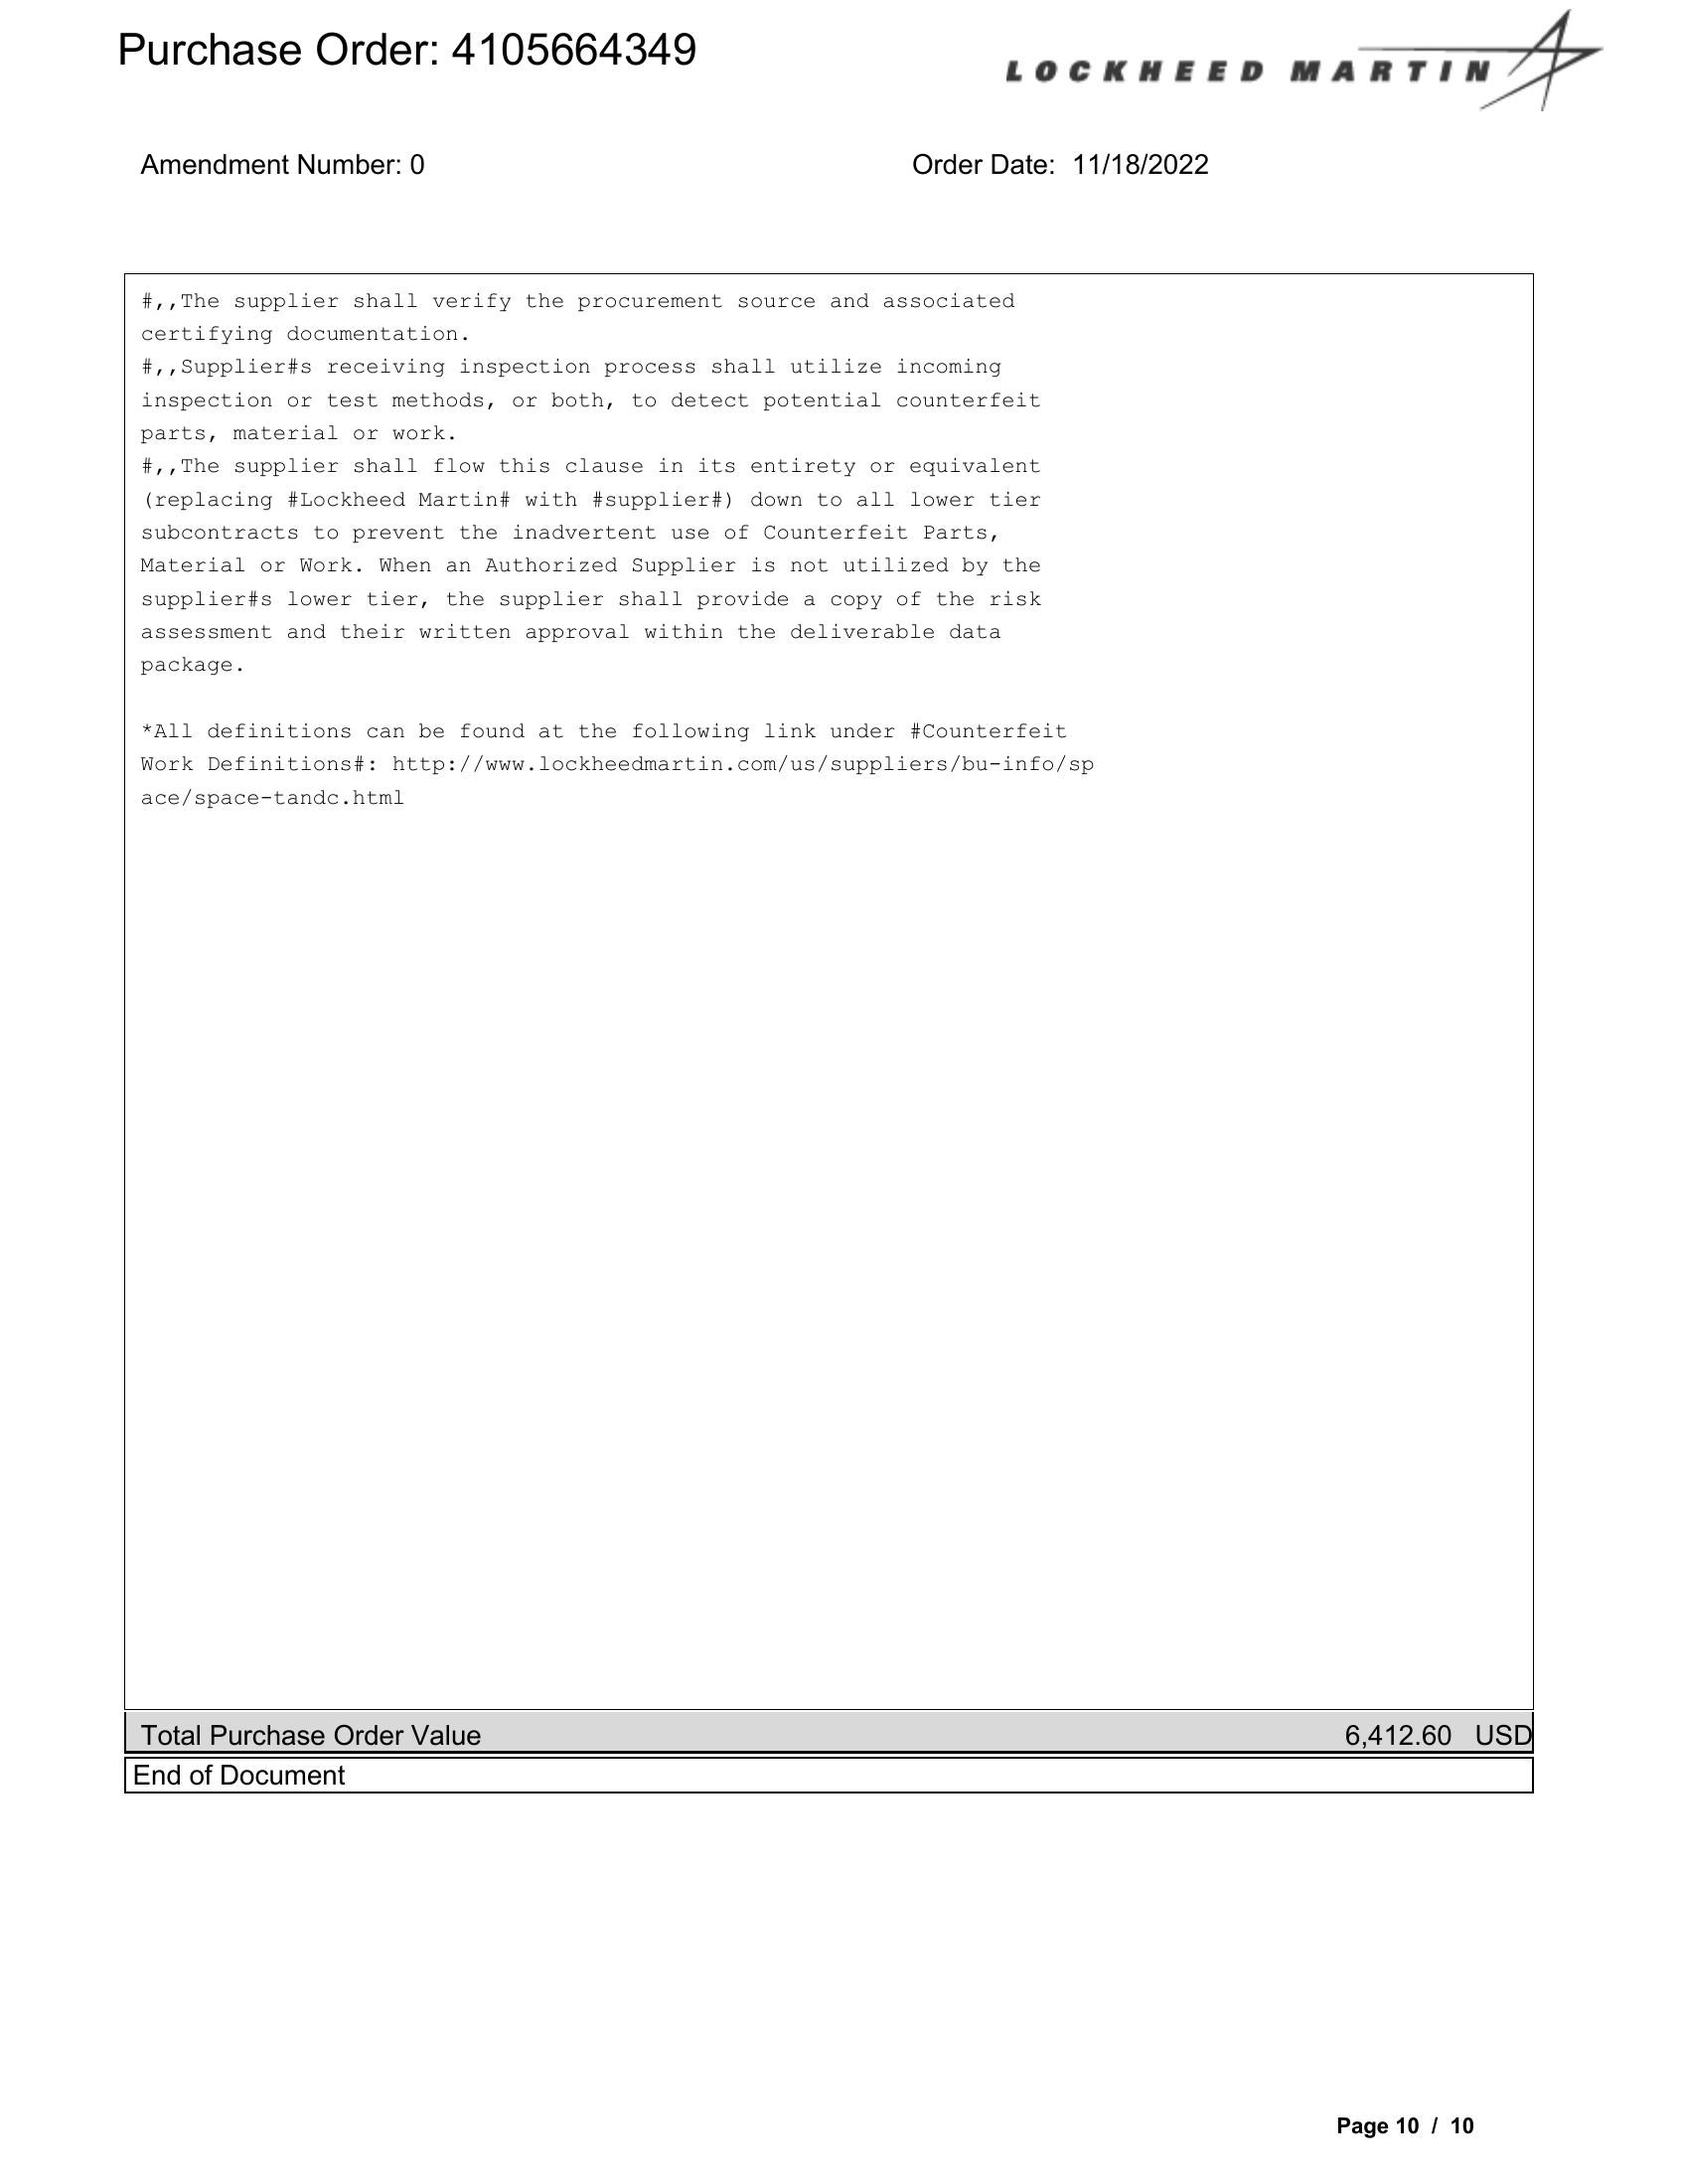 Purchase Order: 4105664349
LOCKHEED MARTIN
Amendment Number: 0
Order Date: 11/18/2022
#,,The supplier shall verify the procurement source and associated
certifying documentation.
#,,Supplier#s receiving inspection process shall utilize incoming
inspection or test methods, or both, to detect potential counterfeit
parts, material or work.
#,,The supplier shall flow this clause in its entirety or equivalent
(replacing #Lockheed Martin# with #supplier#) down to all lower tier
subcontracts to prevent the inadvertent use of Counterfeit Parts,
Material or Work. When an Authorized Supplier is not utilized by the
supplier#s lower tier, the supplier shall provide a copy of the risk
assessment and their written approval within the deliverable data
package.
*All definitions can be found at the following link under #Counterfeit
Work Definitions#: http://www.lockheedmartin.com/us/suppliers/bu-info/sp
ace/space-tandc.html
Total Purchase Order Value 6,412.60 USD
End of Document
Page 10 / 10